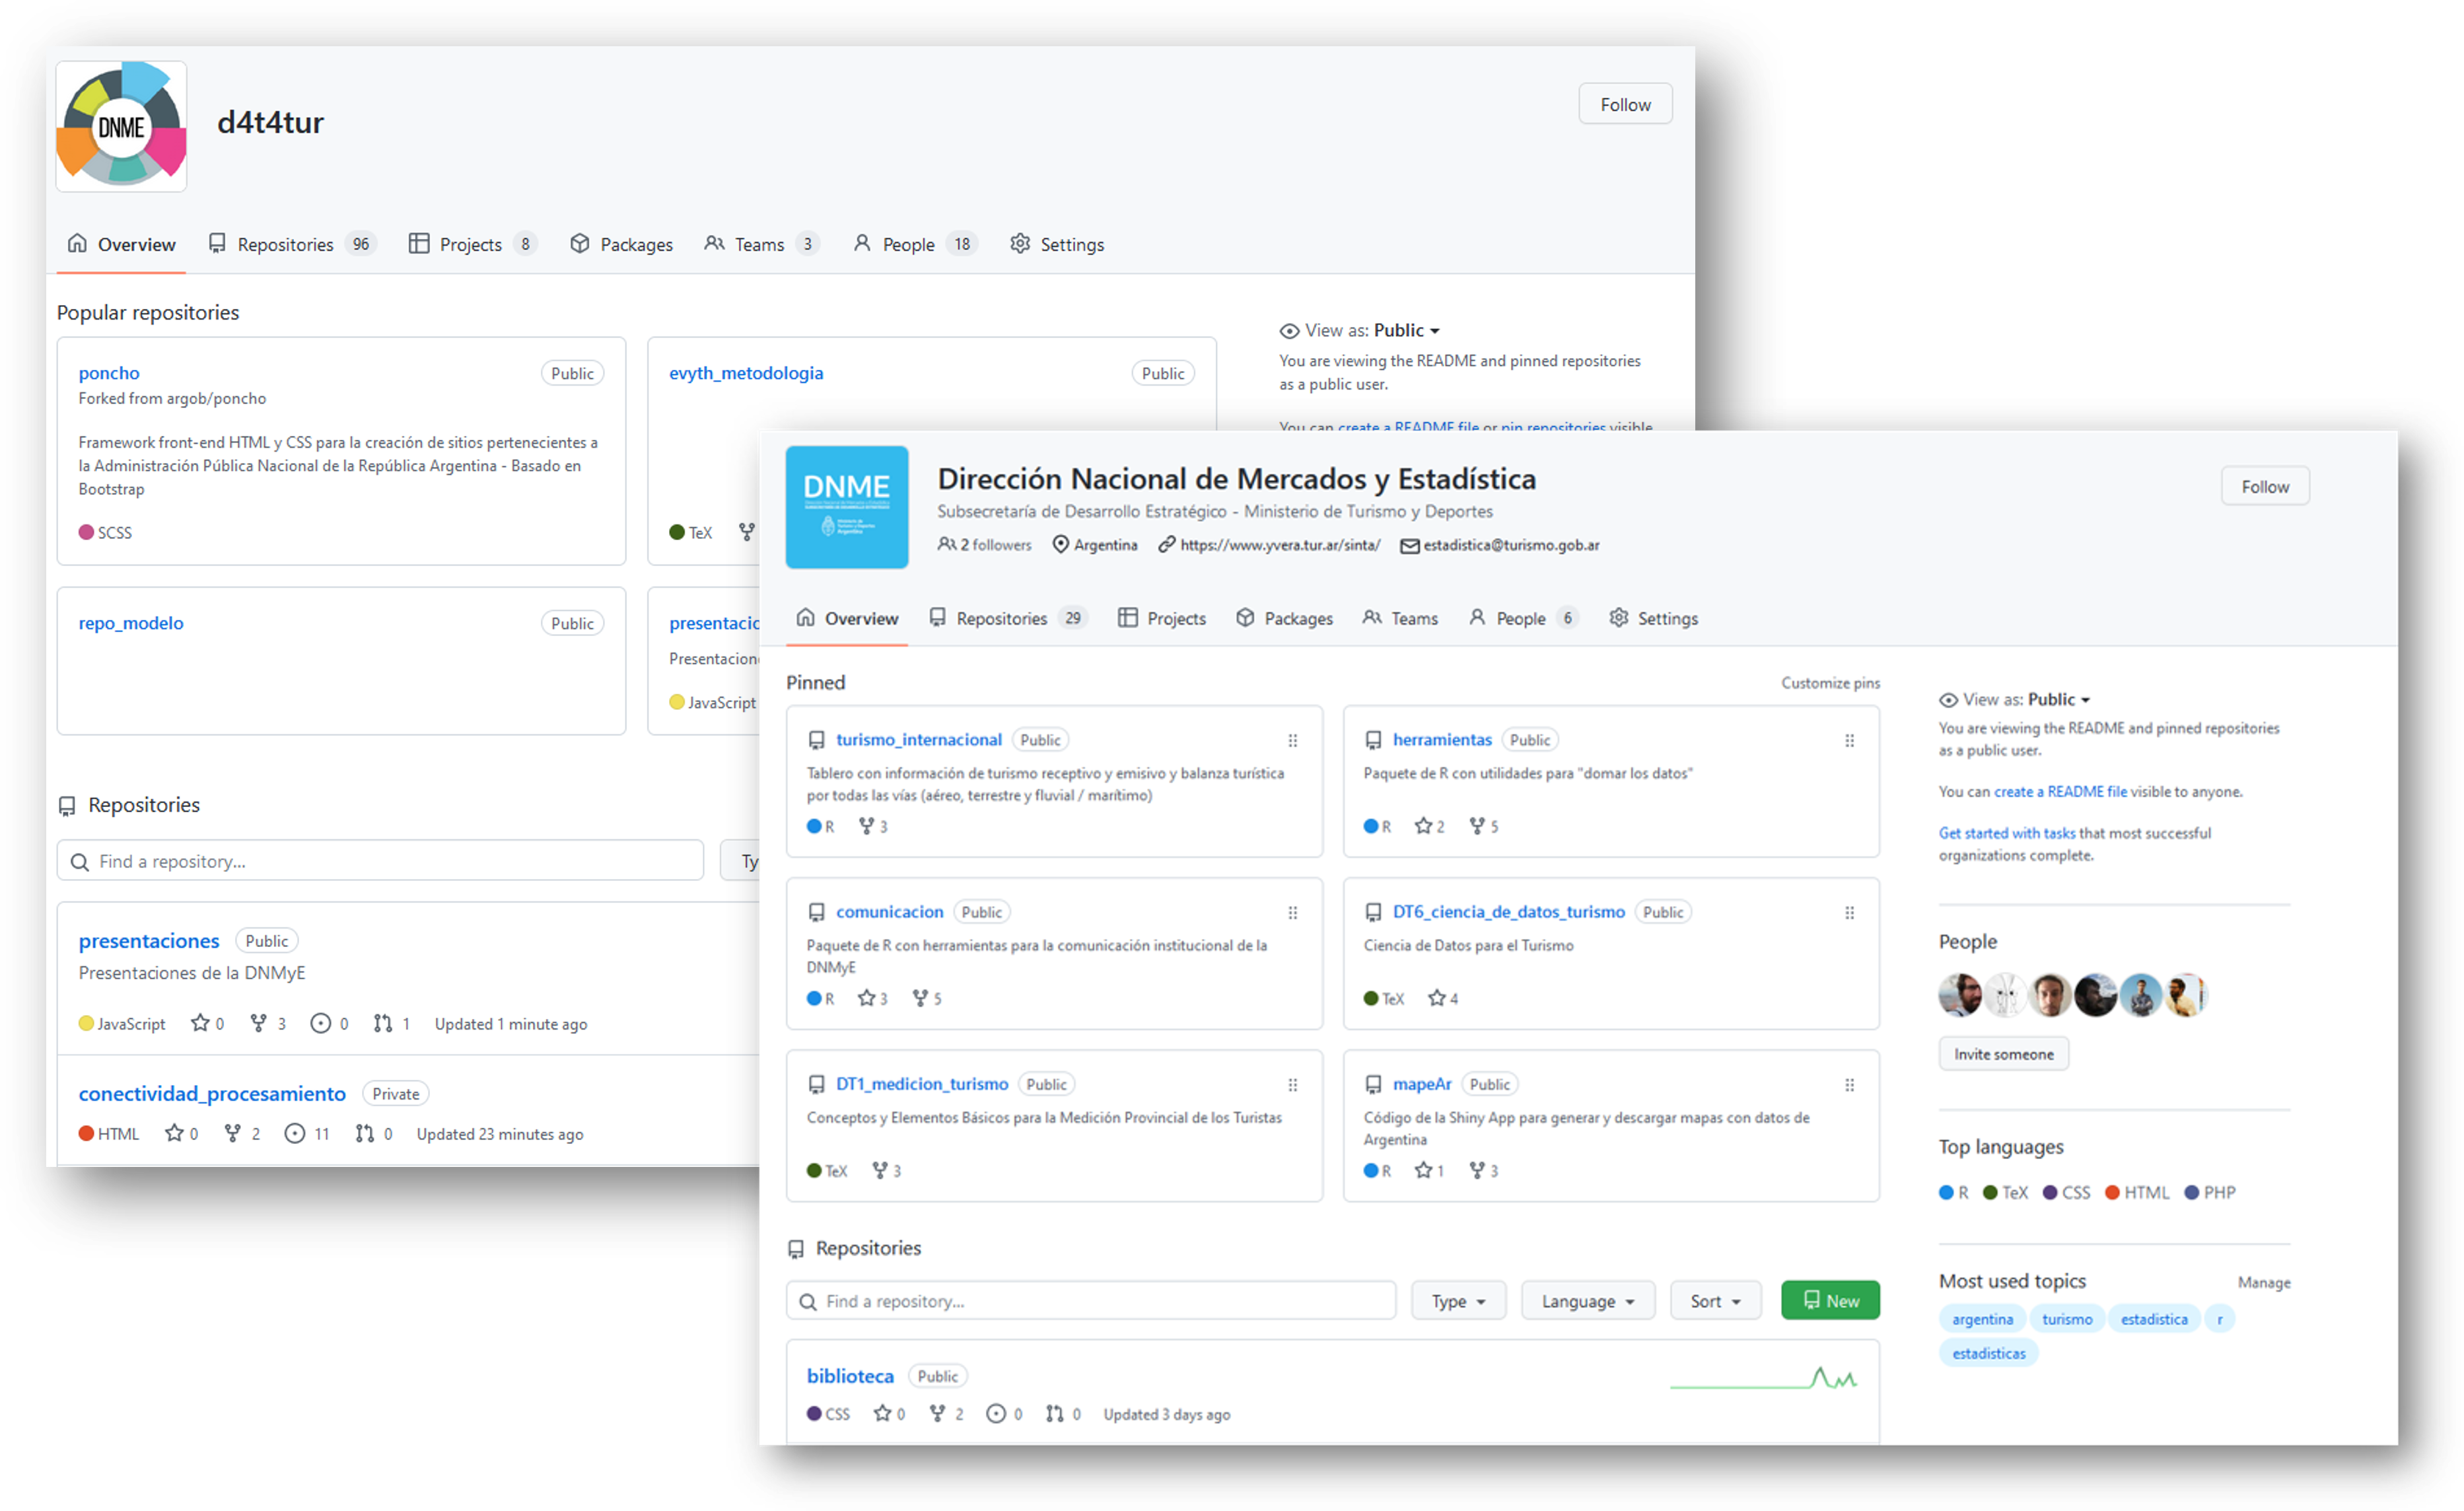 DNME
d4t4tur
Follow
Overview
Repositories 96
Projects 8
Packages
Teams 3
People 18
Settings
Popular repositories
poncho
Public
Forked from argob/poncho
Framework front-end HTML y CSS para la creación de sitios pertenecientes a
la Administración Pública Nacional de la República Argentina - Basado en
Bootstrap
SCSS
evyth_metodologia
Public
TeX
View as: Public
You are viewing the README and pinned repositories
as a public user.
You can create a README file or pin repositories visible
repo_modelo
Public
presentacio
Presentacion
JavaScript
Repositories
Find a repository...
Ty
presentaciones Public
Presentaciones de la DNMyE
JavaScript 0 3 0 1 Updated 1 minute ago
conectividad_procesamiento Private
HTML 0 2 11 0 Updated 23 minutes ago
DNME
Dirección Nacional de Mercados y Estadística
Subsecretaría de Desarrollo Estratégico - Ministerio de Turismo y Deportes
2 followers Argentina https://www.yvera.tur.ar/sinta/ estadistica@turismo.gob.ar
Follow
Overview
Repositories 29
Projects
Packages
Teams
People 6
Settings
Pinned
Customize pins
turismo_internacional Public
Tablero con información de turismo receptivo y emisivo y balanza turística
por todas las vías (aéreo, terrestre y fluvial / marítimo)
R 3
herramientas Public
Paquete de R con utilidades para "domar los datos"
R 2 5
comunicacion Public
Paquete de R con herramientas para la comunicación institucional de la
DNMyE
R 3 5
DT6_ciencia_de_datos_turismo Public
Ciencia de Datos para el Turismo
TeX 4
DT1_medicion_turismo Public
Conceptos y Elementos Básicos para la Medición Provincial de los Turistas
TeX 3
mapeAr Public
Código de la Shiny App para generar y descargar mapas con datos de
Argentina
R 1 3
Repositories
Find a repository...
Type
Language
Sort
New
biblioteca Public
CSS 0 2 0 0 Updated 3 days ago
View as: Public
You are viewing the README and pinned repositories
as a public user.
You can create a README file visible to anyone.
Get started with tasks that most successful
organizations complete.
People
Invite someone
Top languages
R TeX CSS HTML PHP
Most used topics
Manage
argentina turismo estadistica r
estadisticas